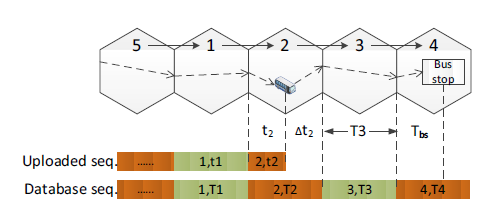 5 1 2 3 4
Bus
stop
t2 Δt2 T3 Tbs
Uploaded seq. ...... 1,t1 2,t2
Database seq. ...... 1,T1 2,T2 3,T3 4,T4